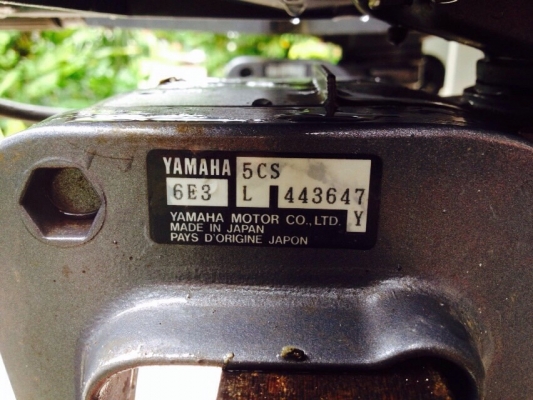 YAMAHA 5CS
6E3 L 443647
YAMAHA MOTOR CO., LTD. Y
MADE IN JAPAN
PAYS D'ORIGINE JAPON